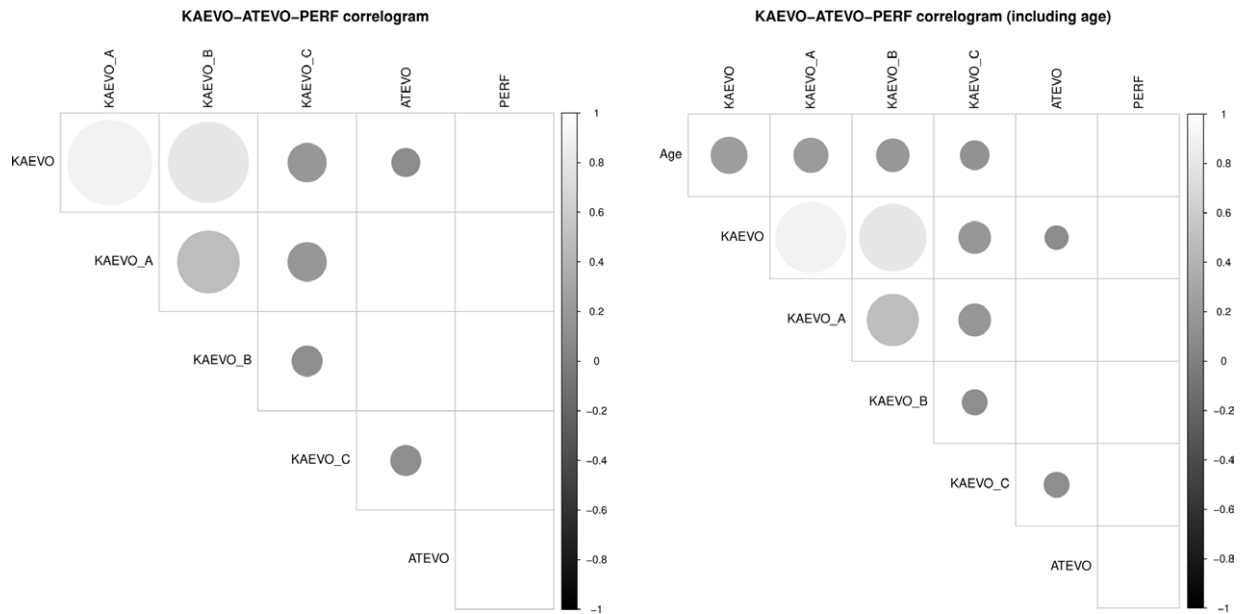 KAEVO−ATEVO−PERF correlogram
KAEVO_A
KAEVO_B
KAEVO_C
ATEVO
PERF
KAEVO
KAEVO_A
KAEVO_B
KAEVO_C
ATEVO
1
0.8
0.6
0.4
0.2
0
−0.2
−0.4
−0.6
−0.8
−1
KAEVO−ATEVO−PERF correlogram (including age)
KAEVO
KAEVO_A
KAEVO_B
KAEVO_C
ATEVO
PERF
Age
KAEVO
KAEVO_A
KAEVO_B
KAEVO_C
ATEVO
1
0.8
0.6
0.4
0.2
0
−0.2
−0.4
−0.6
−0.8
−1